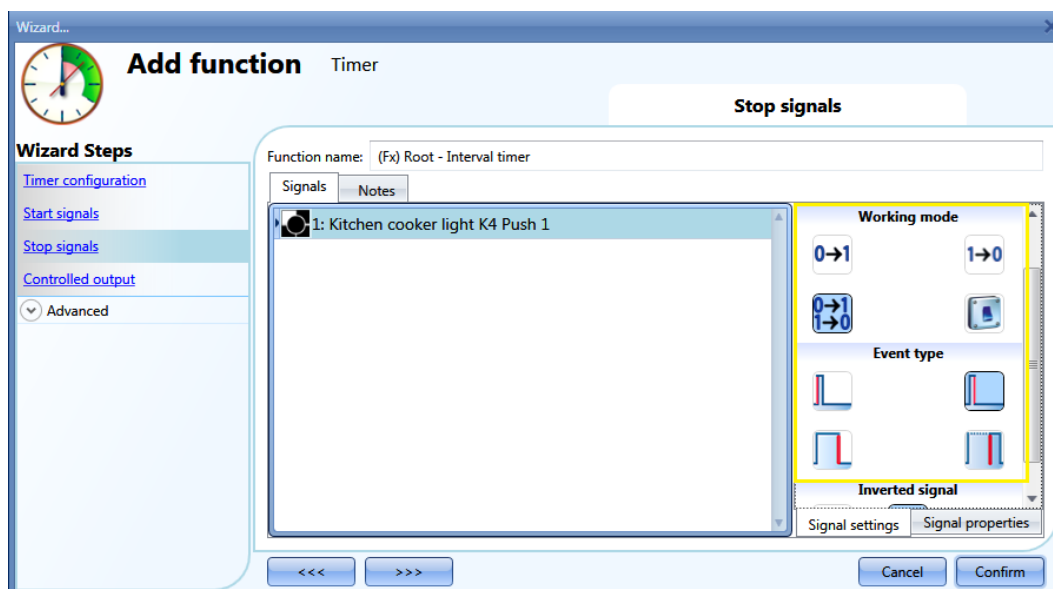 Wizard...
Add function Timer
Stop signals
Wizard Steps
Timer configuration
Start signals
Stop signals
Controlled output
Advanced
Function name: (Fx) Root - Interval timer
Signals Notes
1: Kitchen cooker light K4 Push 1
Working mode
0→1 1→0
0→1
1→0
Event type
Inverted signal
Signal settings Signal properties
<<< >>> Cancel Confirm